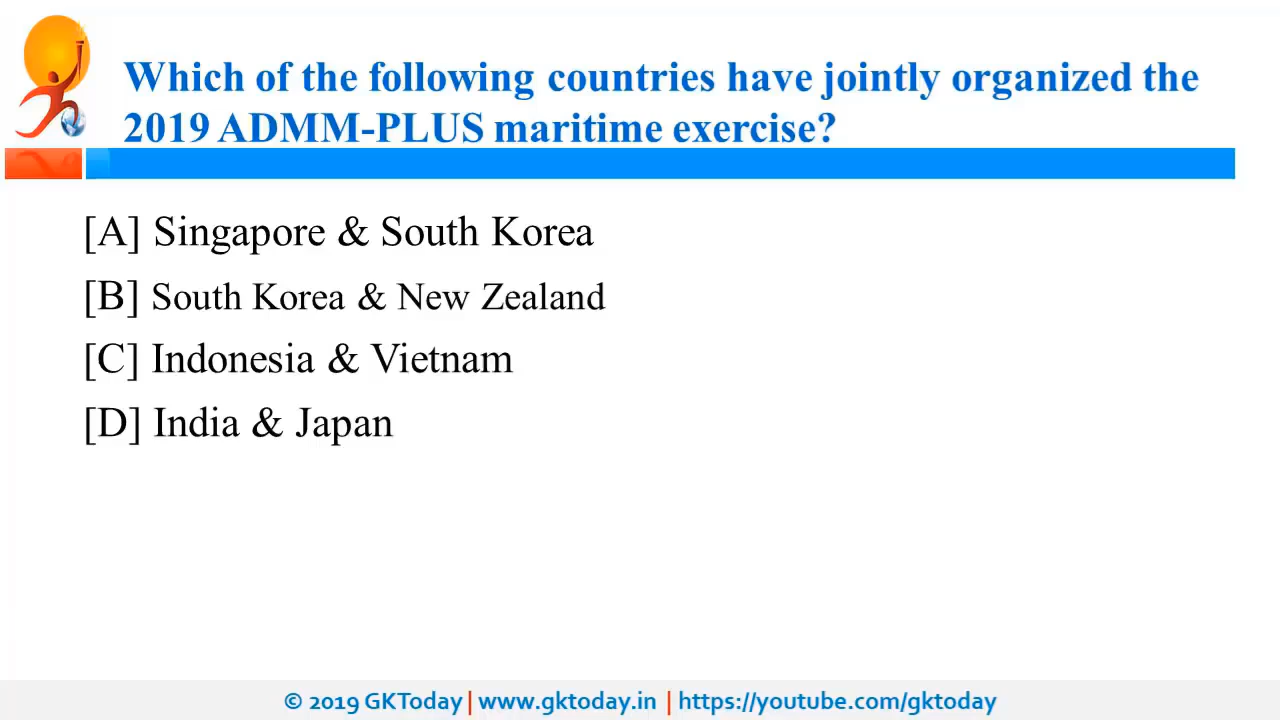 Which of the following countries have jointly organized the
2019 ADMM-PLUS maritime exercise?
[A] Singapore & South Korea
[B] South Korea & New Zealand
[C] Indonesia & Vietnam
[D] India & Japan
© 2019 GKToday | www.gktoday.in | https://youtube.com/gktoday